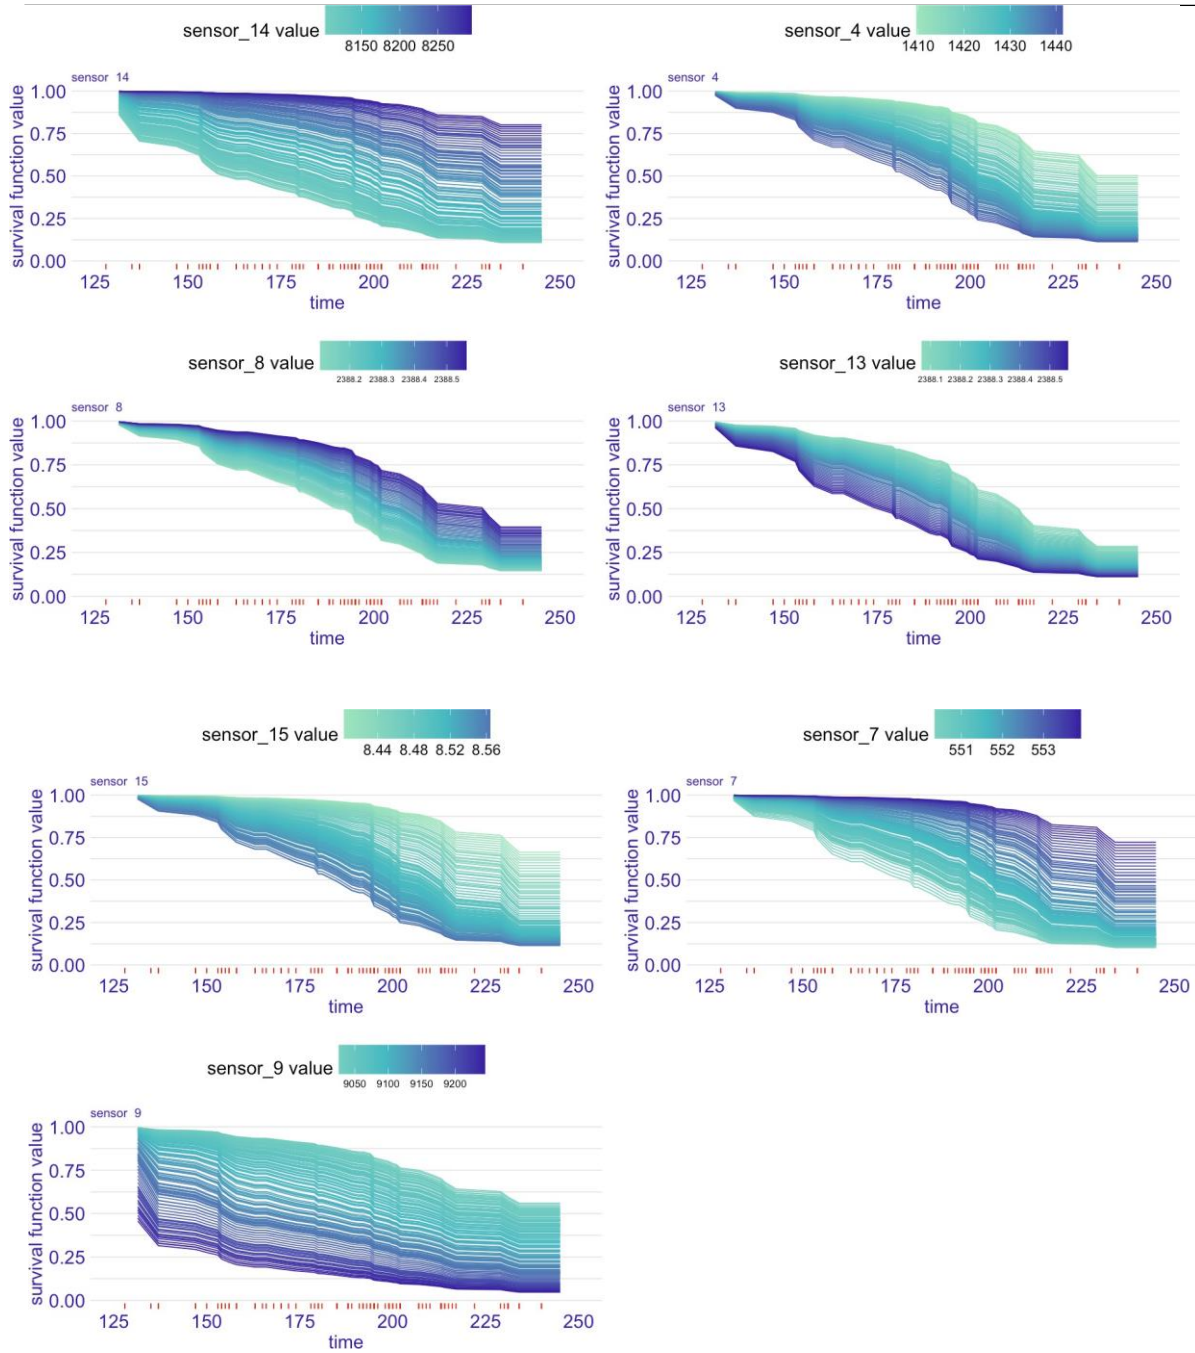 sensor_14 value
8150 8200 8250
sensor 14
survival function value
1.00
0.75
0.50
0.25
0.00
125 150 175 200 225 250
time
sensor_4 value
1410 1420 1430 1440
sensor 4
survival function value
1.00
0.75
0.50
0.25
0.00
125 150 175 200 225 250
time
sensor_8 value
2388.2 2388.3 2388.4 2388.5
sensor 8
survival function value
1.00
0.75
0.50
0.25
0.00
125 150 175 200 225 250
time
sensor_13 value
2388.1 2388.2 2388.3 2388.4 2388.5
sensor 13
survival function value
1.00
0.75
0.50
0.25
0.00
125 150 175 200 225 250
time
sensor_15 value
8.44 8.48 8.52 8.56
sensor 15
survival function value
1.00
0.75
0.50
0.25
0.00
125 150 175 200 225 250
time
sensor_7 value
551 552 553
sensor 7
survival function value
1.00
0.75
0.50
0.25
0.00
125 150 175 200 225 250
time
sensor_9 value
9050 9100 9150 9200
sensor 9
survival function value
1.00
0.75
0.50
0.25
0.00
125 150 175 200 225 250
time